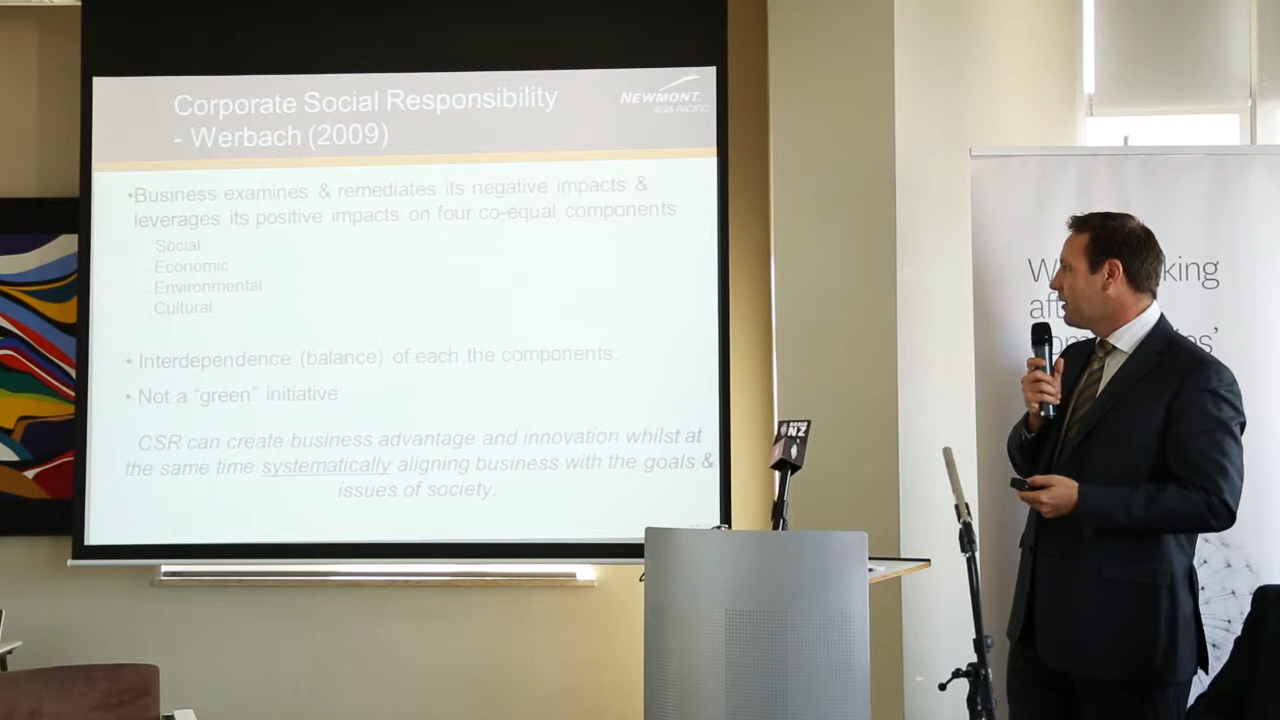 Corporate Social Responsibility
- Werbach (2009)
NEWMONT.
ASIA PACIFIC
•Business examines & remediates its negative impacts &
leverages its positive impacts on four co-equal components
Social
Economic
Environmental
Cultural
• Interdependence (balance) of each the components.
• Not a "green" initiative
CSR can create business advantage and innovation whilst at
the same time systematically aligning business with the goals &
issues of society.
NZ